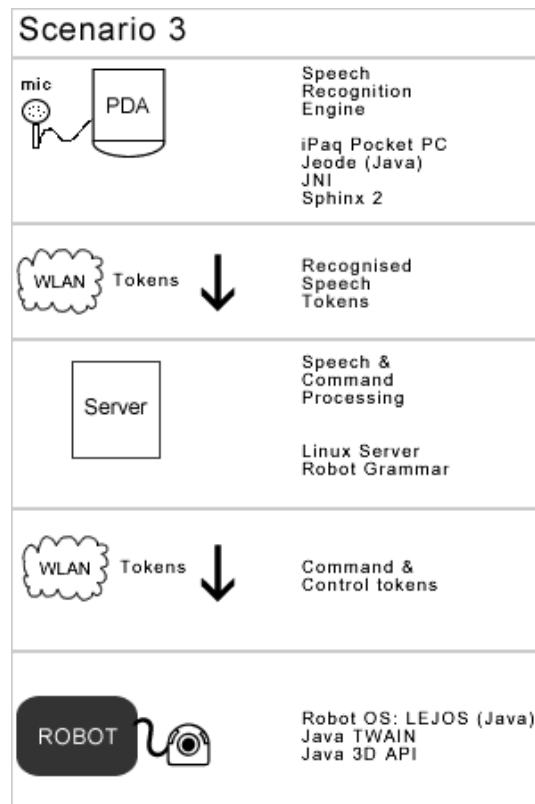 Scenario 3
mic
PDA
Speech
Recognition
Engine
iPaq Pocket PC
Jeode (Java)
JNI
Sphinx 2
WLAN Tokens
Recognised
Speech
Tokens
Server
Speech &
Command
Processing
Linux Server
Robot Grammar
WLAN Tokens
Command &
Control tokens
ROBOT
Robot OS: LEJOS (Java)
Java TWAIN
Java 3D API